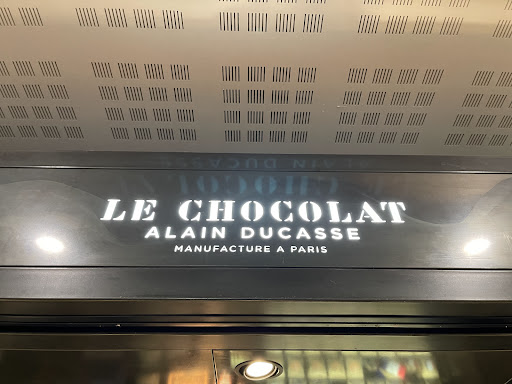 LE CHOCOLAT
ALAIN DUCASSE
MANUFACTURE A PARIS